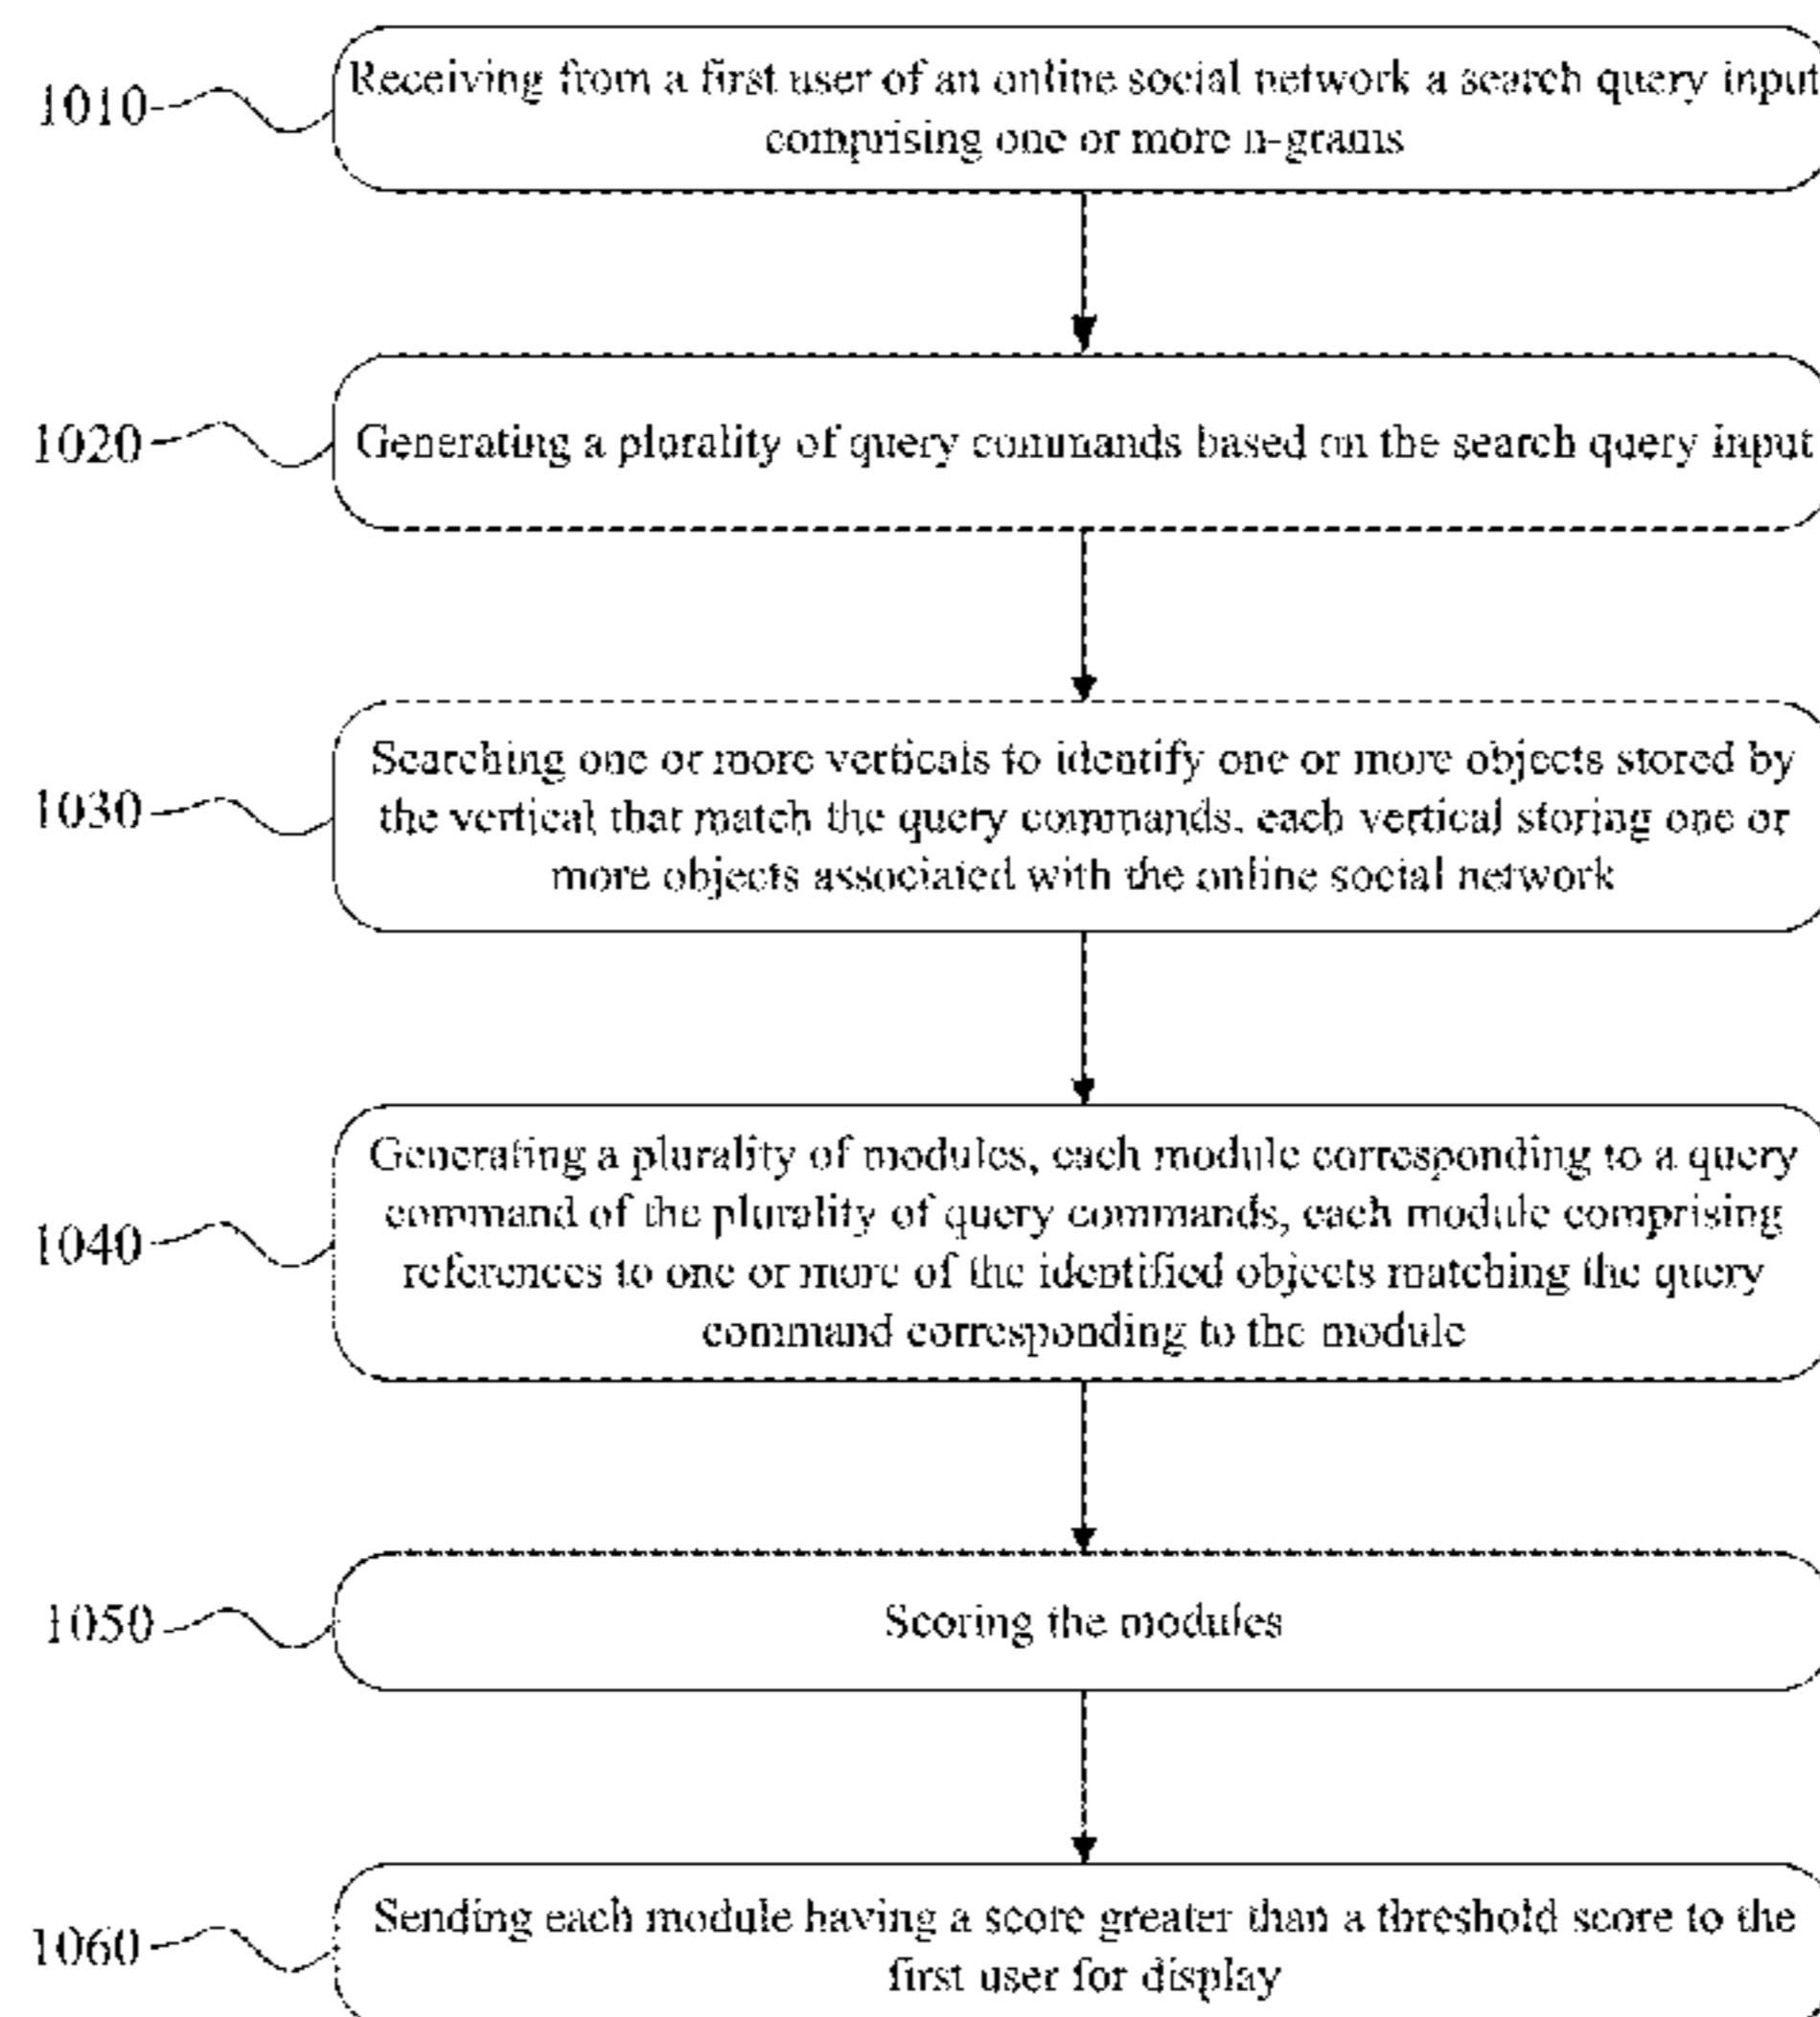 1010
Receiving from a first user of an online social network a search query input
comprising one or more n-grams
1020
Generating a plurality of query commands based on the search query input
1030
Searching one or more verticals to identify one or more objects stored by
the vertical that match the query commands, each vertical storing one or
more objects associated with the online social network
1040
Generating a plurality of modules, each module corresponding to a query
command of the plurality of query commands, each module comprising
references to one or more of the identified objects matching the query
command corresponding to the module
1050
Scoring the modules
1060
Sending each module having a score greater than a threshold score to the
first user for display